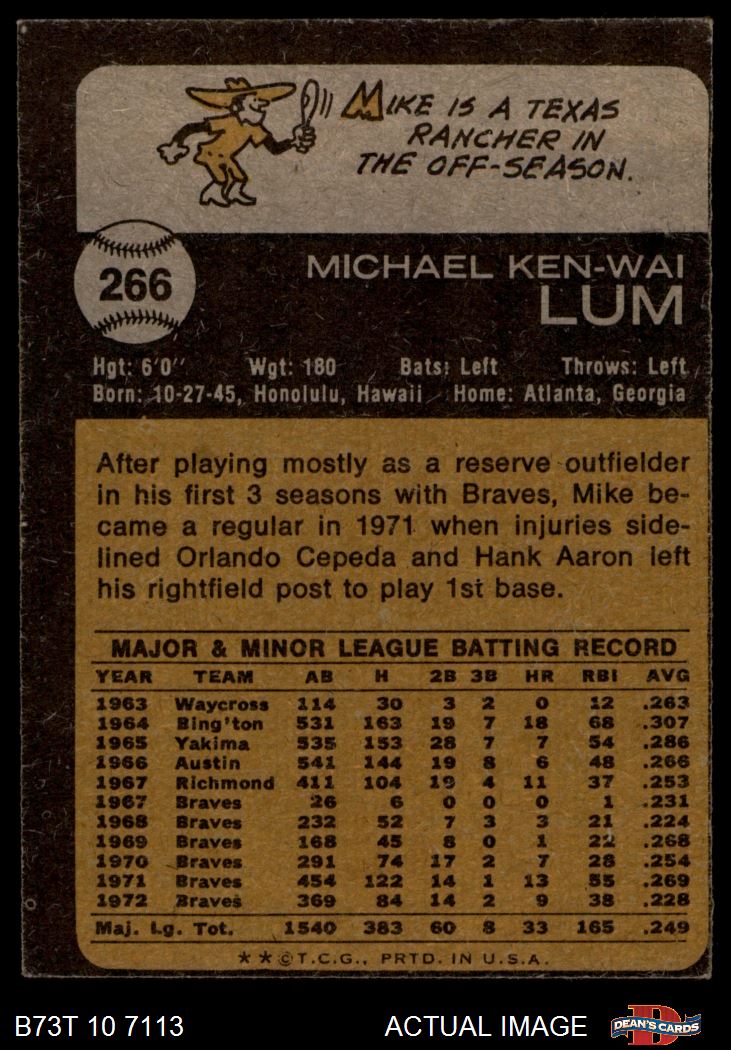 MIKE IS A TEXAS
RANCHER IN
THE OFF-SEASON.
266
MICHAEL KEN-WAI
LUM
Hgt: 6'0" Wgt: 180 Bats: Left Throws: Left
Born: 10-27-45, Honolulu, Hawaii Home: Atlanta, Georgia
After playing mostly as a reserve outfielder
in his first 3 seasons with Braves, Mike be-
came a regular in 1971 when injuries side-
lined Orlando Cepeda and Hank Aaron left
his rightfield post to play 1st base.
MAJOR & MINOR LEAGUE BATTING RECORD
YEAR TEAM AB H 2B 3B HR RBI AVG
1963 Waycross 114 30 3 2 0 12 .263
1964 Bing'ton 531 163 19 7 18 68 .307
1965 Yakima 535 153 28 7 7 54 .286
1966 Austin 541 144 19 8 6 48 .266
1967 Richmond 411 104 19 4 11 37 .253
1967 Braves 26 6 0 0 0 1 .231
1968 Braves 232 52 7 3 3 21 .224
1969 Braves 168 45 8 0 1 22 .268
1970 Braves 291 74 17 2 7 28 .254
1971 Braves 454 122 14 1 13 55 .269
1972 Braves 369 84 14 2 9 38 .228
Maj. Lg. Tot. 1540 383 60 8 33 165 .249
* * © T.C.G., PRTD. IN U.S.A.
B73T 10 7113 ACTUAL IMAGE
D
DEAN'S CARDS